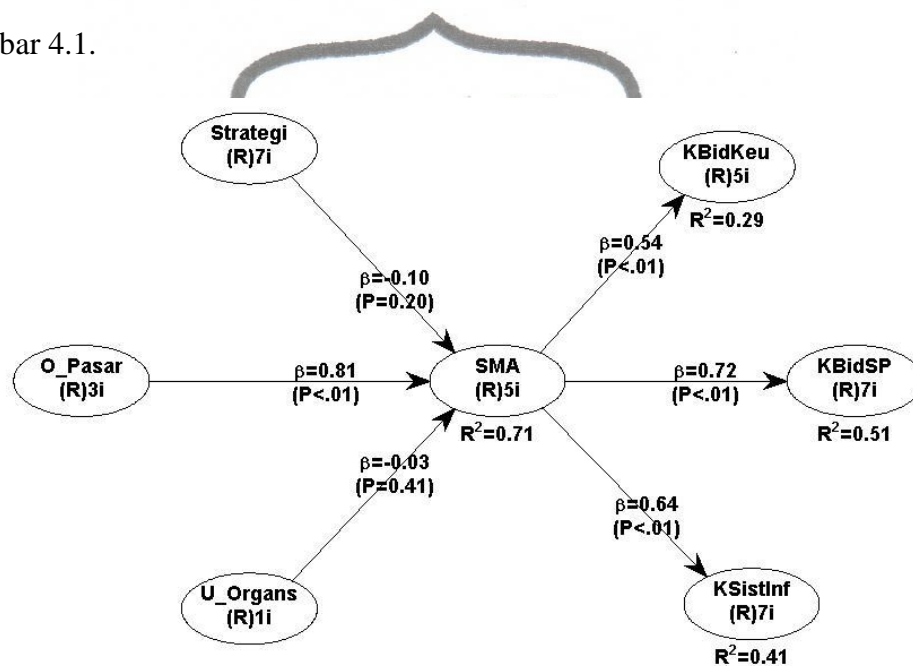 bar 4.1.
Strategi
(R)7i
KBidKeu
(R)5i
R²=0.29
β=0.54
(P<.01)
β=-0.10
(P=0.20)
O_Pasar
(R)3i
β=0.81
(P<.01)
SMA
(R)5i
R²=0.71
β=0.72
(P<.01)
KBidSP
(R)7i
R²=0.51
β=-0.03
(P=0.41)
β=0.64
(P<.01)
U_Organs
(R)1i
KSistInf
(R)7i
R²=0.41